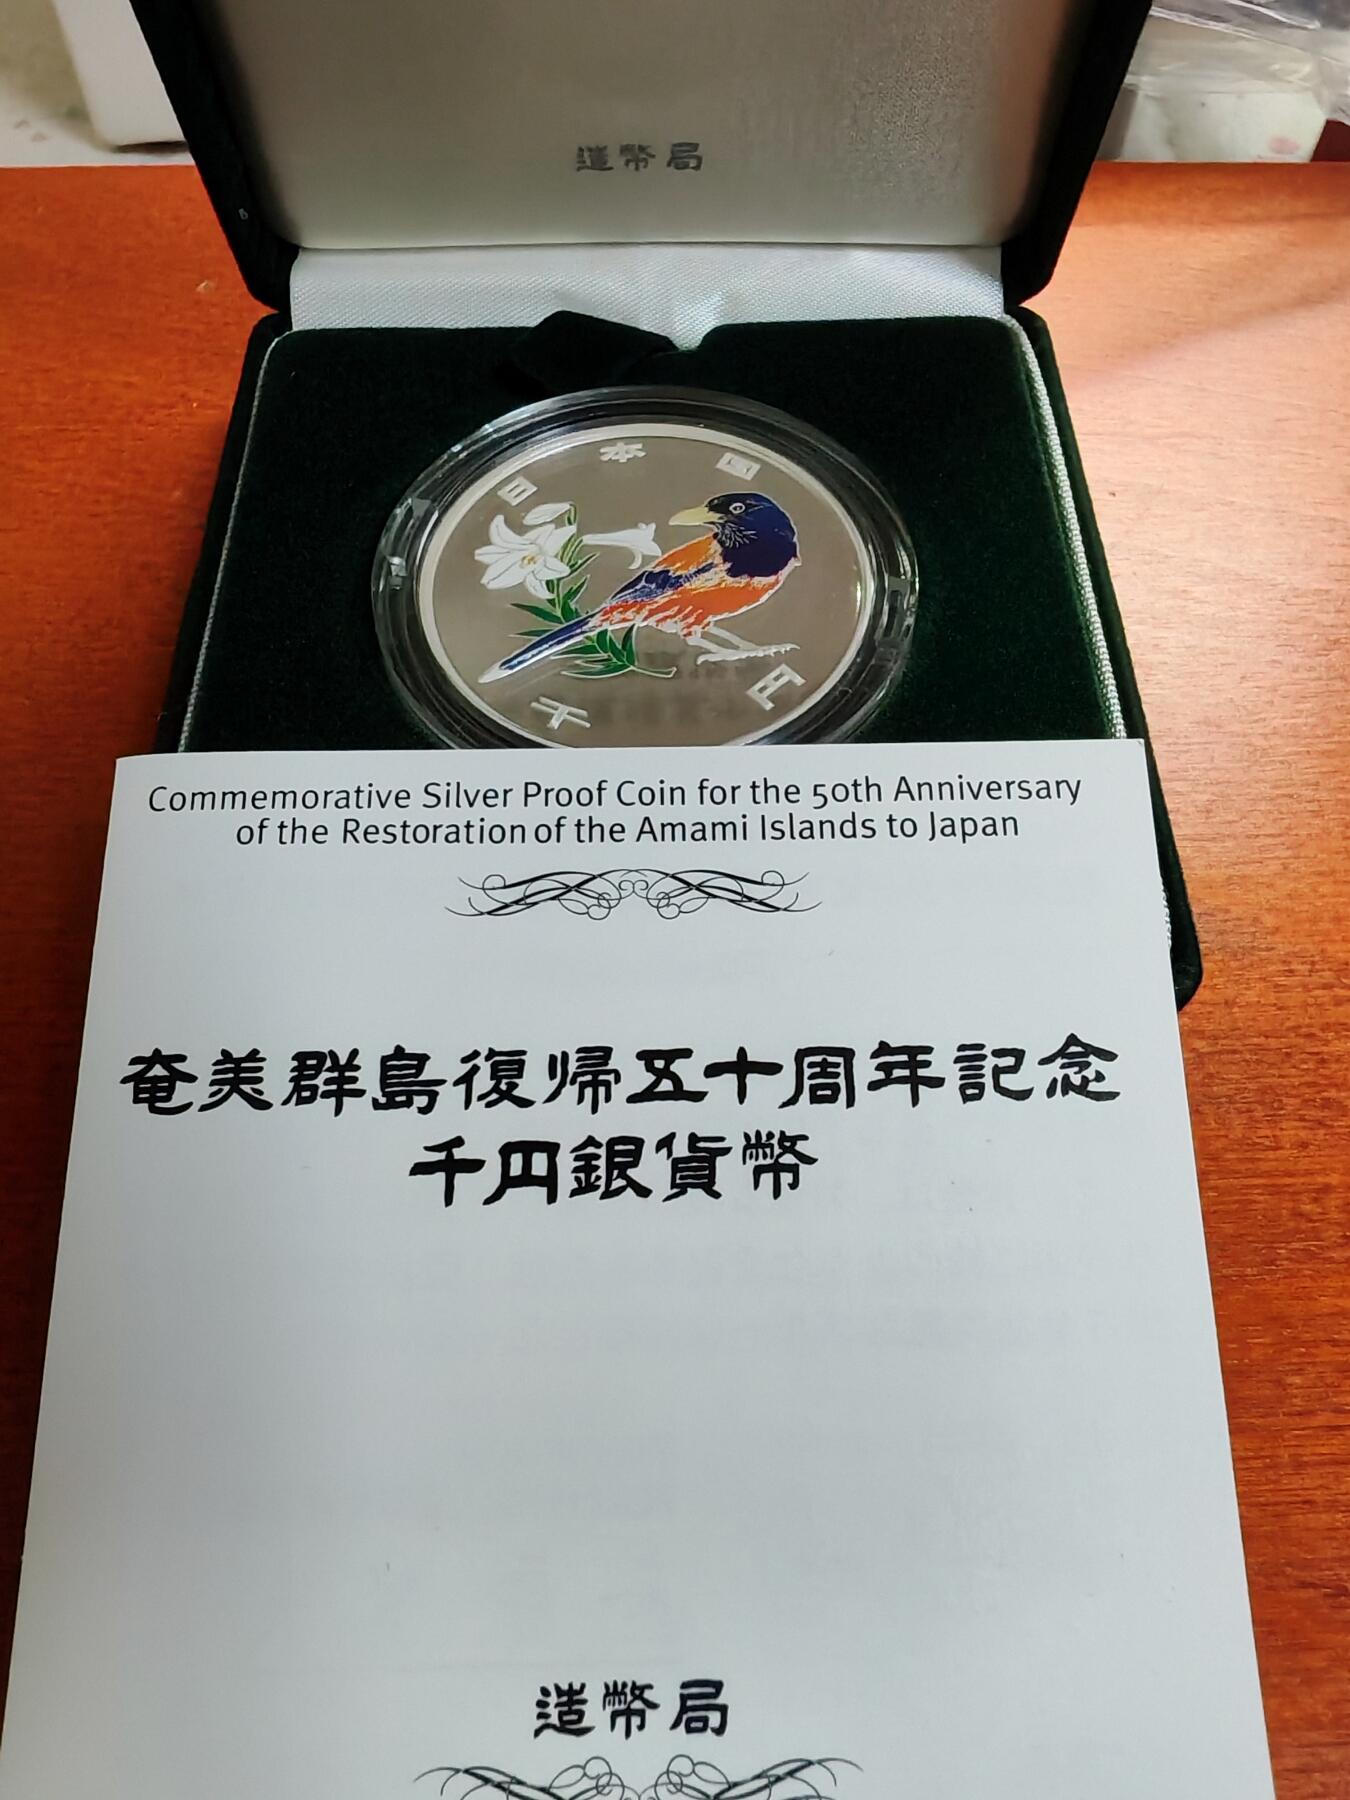 造幣局
日本国
千円
Commemorative Silver Proof Coin for the 50th Anniversary
of the Restoration of the Amami Islands to Japan
奄美群島復帰五十周年記念
千円銀貨幣
造幣局